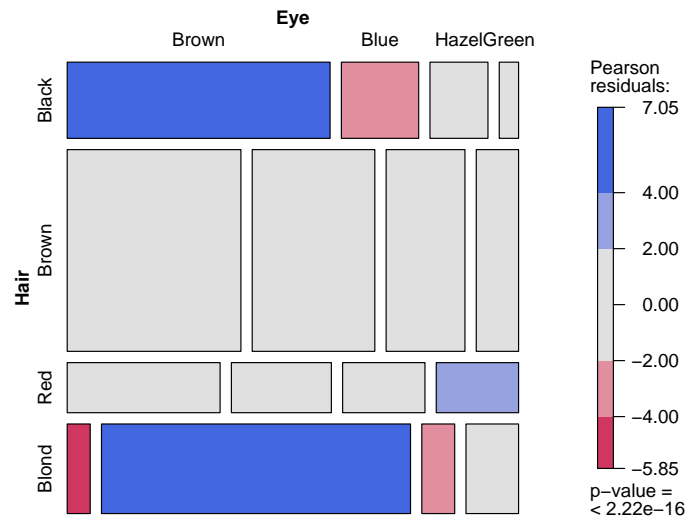 Eye
Brown Blue HazelGreen
Hair
Black
Brown
Red
Blond
Pearson
residuals:
7.05
4.00
2.00
0.00
−2.00
−4.00
−5.85
p−value =
< 2.22e−16